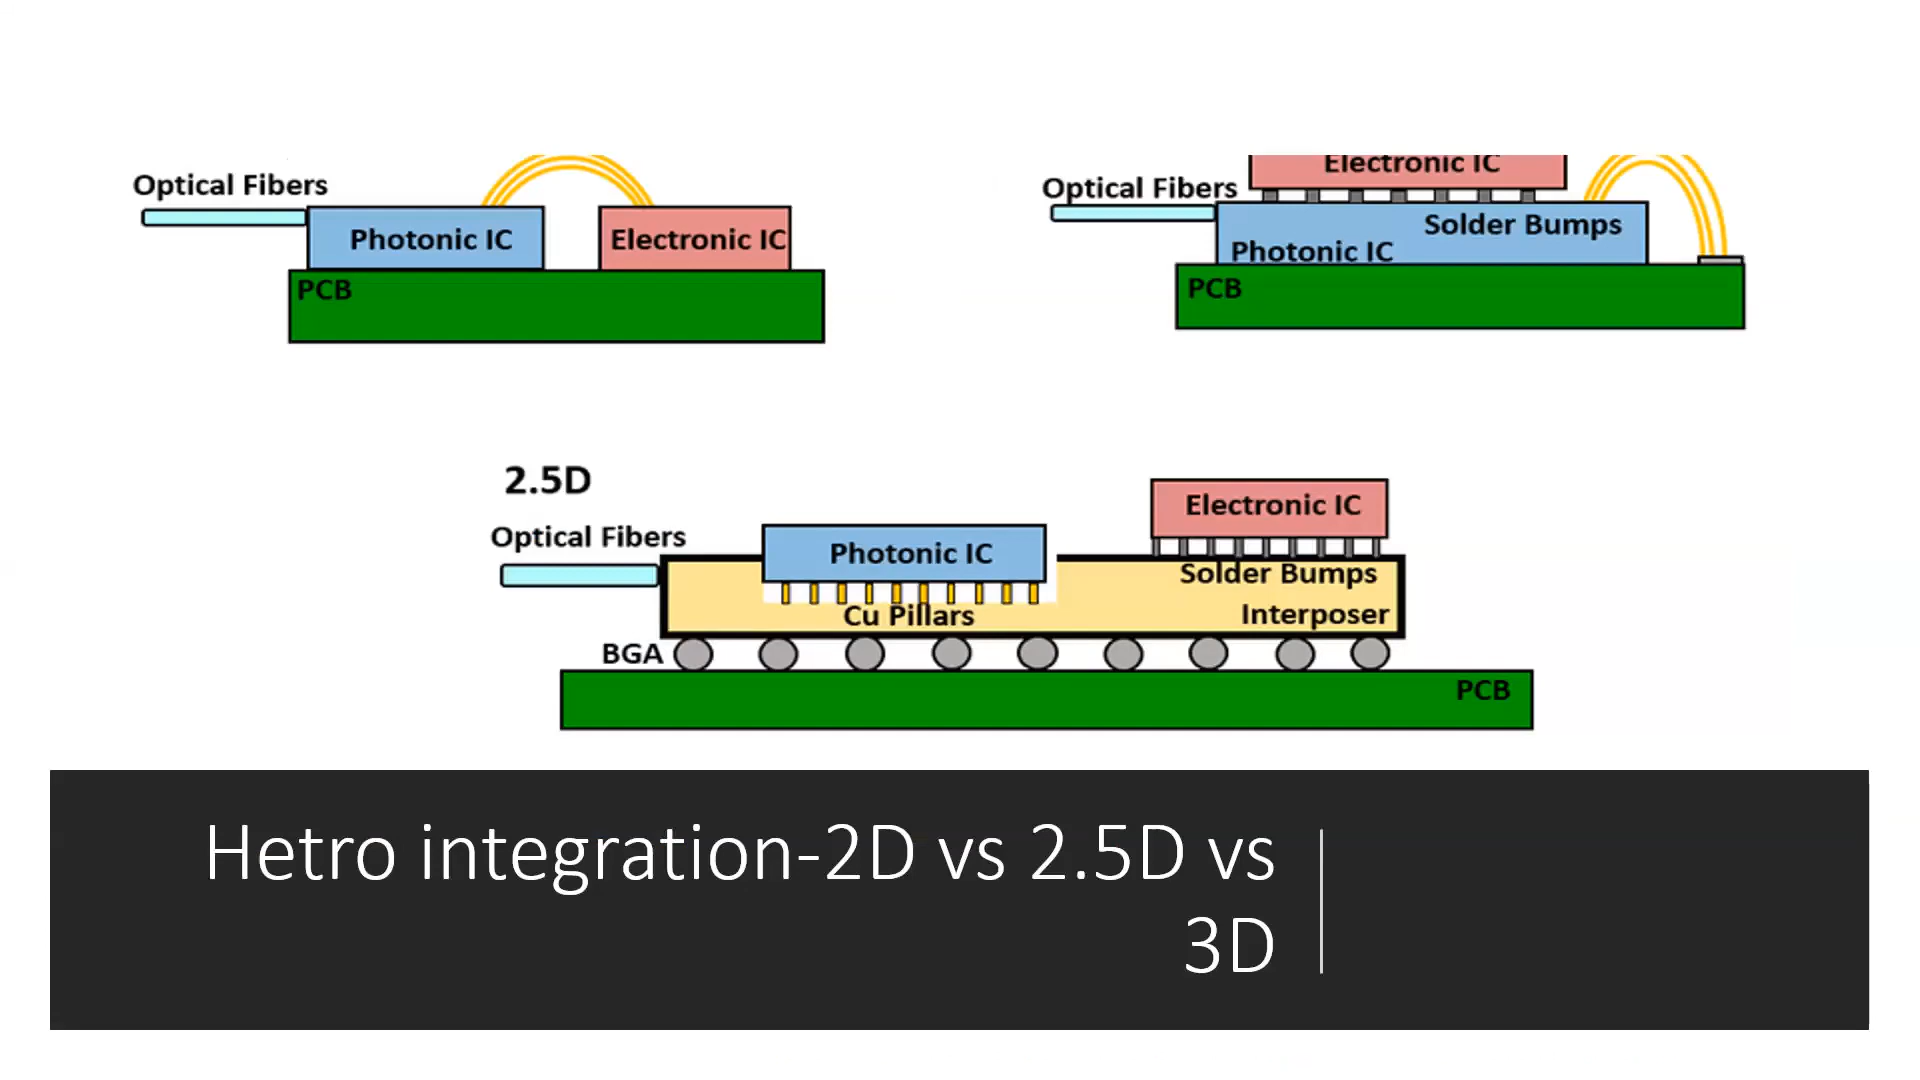 Optical Fibers
Photonic IC
Electronic IC
PCB
Electronic IC
Optical Fibers
Solder Bumps
Photonic IC
PCB
2.5D
Optical Fibers
Electronic IC
Photonic IC
Solder Bumps
Cu Pillars
Interposer
BGA
PCB
Hetro integration-2D vs 2.5D vs
3D